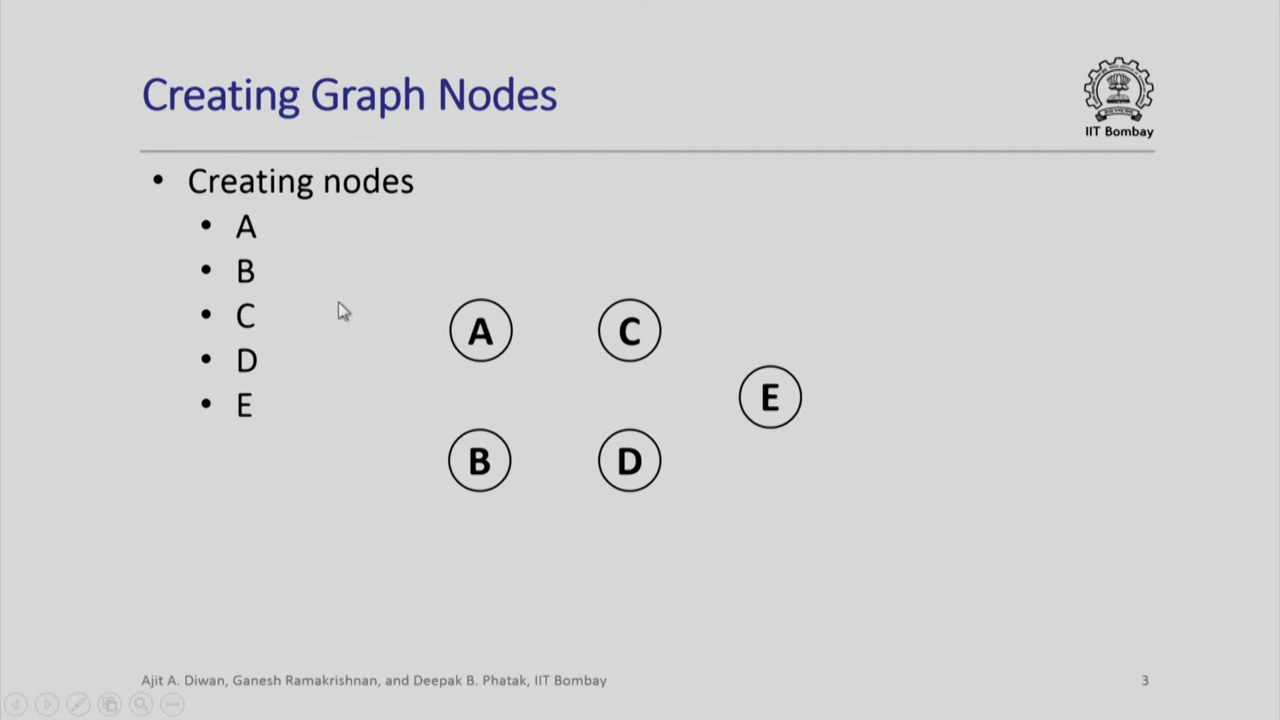 Creating Graph Nodes
IIT Bombay
• Creating nodes
• A
• B
• C
• D
• E
A C
E
B D
Ajit A. Diwan, Ganesh Ramakrishnan, and Deepak B. Phatak, IIT Bombay 3